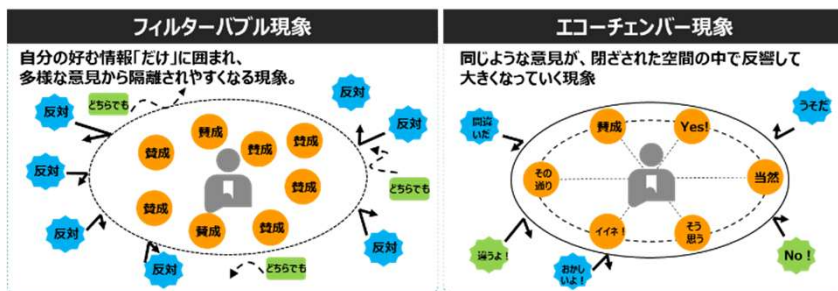 フィルターバブル現象
自分の好む情報「だけ」に囲まれ、
多様な意見から隔離されやすくなる現象。
反対
どちらでも
反対
反対
反対
賛成
賛成
賛成
賛成
賛成
賛成
賛成
賛成
賛成
どちらでも
反対
反対
反対
どちらでも
エコーチェンバー現象
同じような意見が、閉ざされた空間の中で反響して
大きくなっていく現象
間違
いだ
賛成
Yes!
うそだ
その
通り
当然
イイネ！
そう
思う
違うよ！
おかし
いよ！
No！